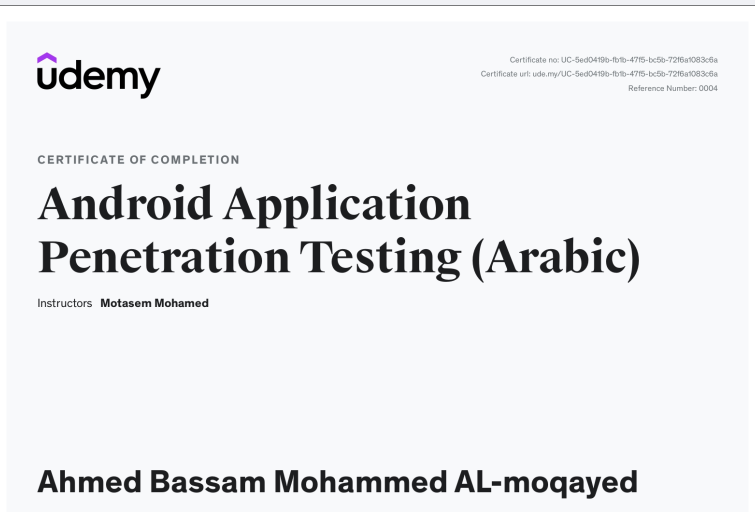 udemy
Certificate no: UC-5ed0419b-fb1b-47f5-bc5b-72f6a1083c6a
Certificate url: ude.my/UC-5ed0419b-fb1b-47f5-bc5b-72f6a1083c6a
Reference Number: 0004
CERTIFICATE OF COMPLETION
Android Application
Penetration Testing (Arabic)
Instructors Motasem Mohamed
Ahmed Bassam Mohammed AL-moqayed